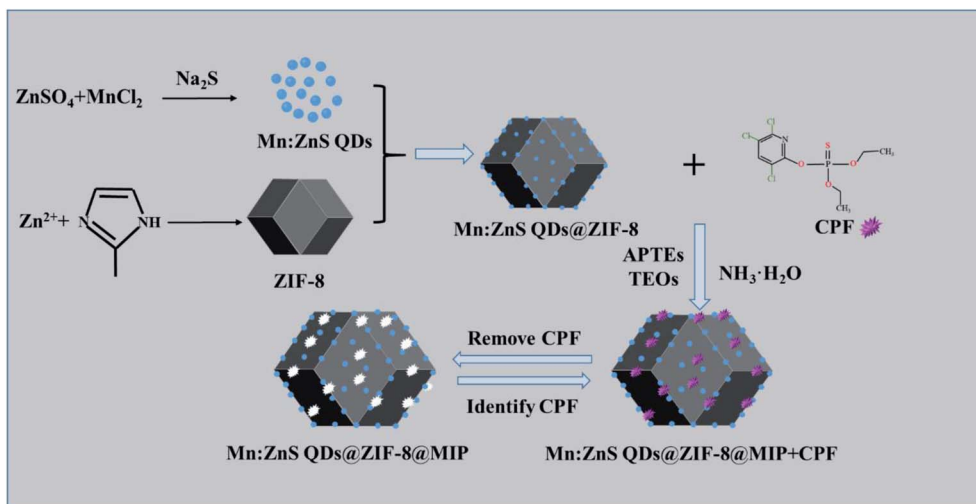 ZnSO₄+MnCl₂
Na₂S
Mn:ZnS QDs
Zn²⁺+
N
NH
ZIF-8
Mn:ZnS QDs@ZIF-8
+
Cl
Cl
N
Cl
O
S
P
O
O
CH₃
CH₃
CPF
APTEs
TEOs
NH₃·H₂O
Remove CPF
Identify CPF
Mn:ZnS QDs@ZIF-8@MIP
Mn:ZnS QDs@ZIF-8@MIP+CPF